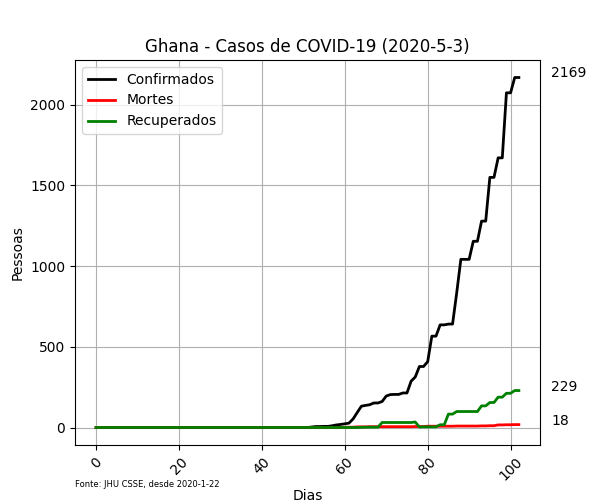 Ghana - Casos de COVID-19 (2020-5-3)
Confirmados
Mortes
Recuperados
2169
229
18
2000
1500
1000
500
0
Pessoas
0 20 40 60 80 100
Fonte: JHU CSSE, desde 2020-1-22
Dias